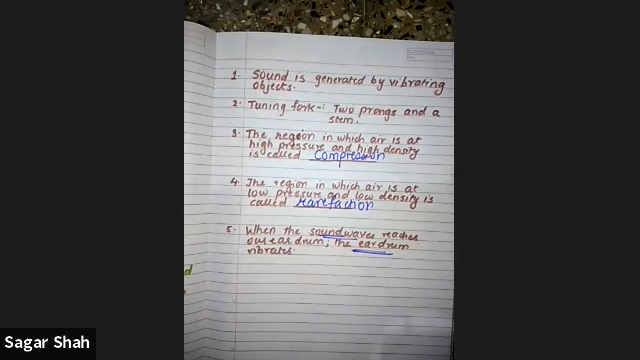 1. Sound is generated by vibrating
objects.
2. Tuning fork-: Two prongs and a
stem.
3. The region in which air is at
high pressure and high density
is called compression
4. The region in which air is at
low pressure and low density is
called rarefaction
5. When the soundwaves reaches
our ear drum; the eardrum
vibrates.
Sagar Shah